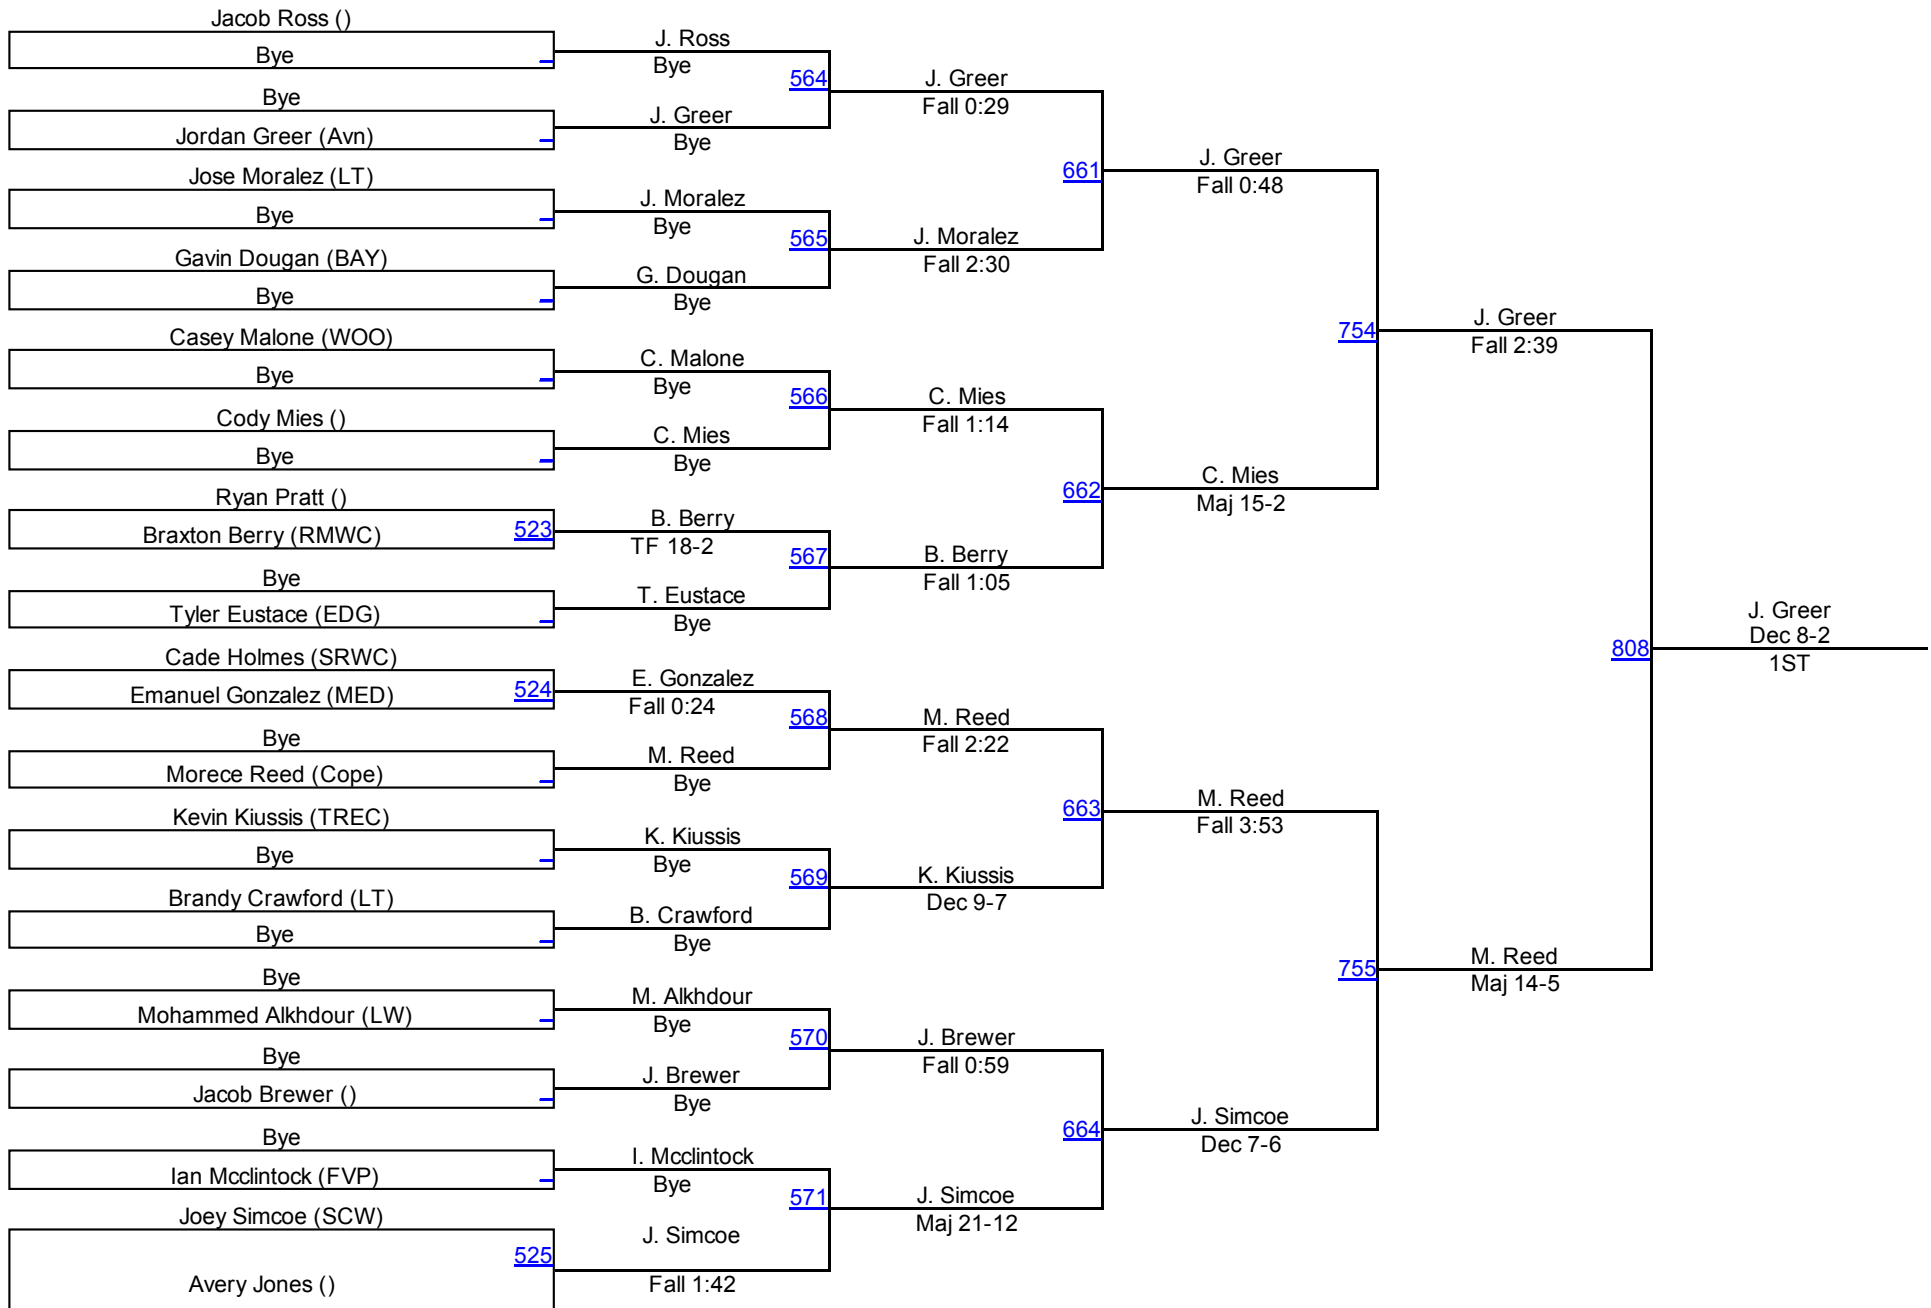 Jacob Ross ()
Bye
Bye
Jordan Greer (Avn)
Jose Moralez (LT)
Bye
Gavin Dougan (BAY)
Bye
Casey Malone (WOO)
Bye
Cody Mies ()
Bye
Ryan Pratt ()
Braxton Berry (RMWC)
523
Bye
Tyler Eustace (EDG)
Cade Holmes (SRWC)
Emanuel Gonzalez (MED)
524
Bye
Morece Reed (Cope)
Kevin Kiussis (TREC)
Bye
Brandy Crawford (LT)
Bye
Bye
Mohammed Alkhdour (LW)
Bye
Jacob Brewer ()
Bye
Ian Mcclintock (FVP)
Joey Simcoe (SCW)
525
Avery Jones ()
J. Ross
Bye
564
J. Greer
Bye
J. Moralez
Bye
565
G. Dougan
Bye
C. Malone
Bye
566
C. Mies
Bye
B. Berry
TF 18-2
567
T. Eustace
Bye
E. Gonzalez
Fall 0:24
568
M. Reed
Bye
K. Kiussis
Bye
569
B. Crawford
Bye
M. Alkhdour
Bye
570
J. Brewer
Bye
I. Mcclintock
Bye
571
J. Simcoe
Fall 1:42
J. Greer
Fall 0:29
661
J. Moralez
Fall 2:30
C. Mies
Fall 1:14
662
B. Berry
Fall 1:05
M. Reed
Fall 2:22
663
K. Kiussis
Dec 9-7
J. Brewer
Fall 0:59
664
J. Simcoe
Maj 21-12
J. Greer
Fall 0:48
754
C. Mies
Maj 15-2
M. Reed
Fall 3:53
755
J. Simcoe
Dec 7-6
J. Greer
Fall 2:39
808
M. Reed
Maj 14-5
J. Greer
Dec 8-2
1ST